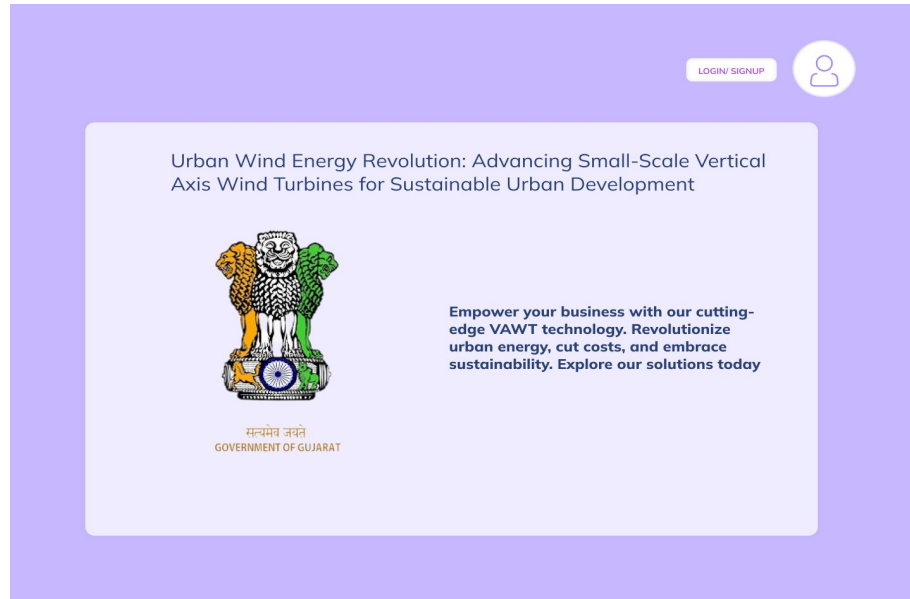 LOGIN/ SIGNUP
Urban Wind Energy Revolution: Advancing Small-Scale Vertical
Axis Wind Turbines for Sustainable Urban Development
Empower your business with our cutting-
edge VAWT technology. Revolutionize
urban energy, cut costs, and embrace
sustainability. Explore our solutions today
सत्यमेव जयते
GOVERNMENT OF GUJARAT